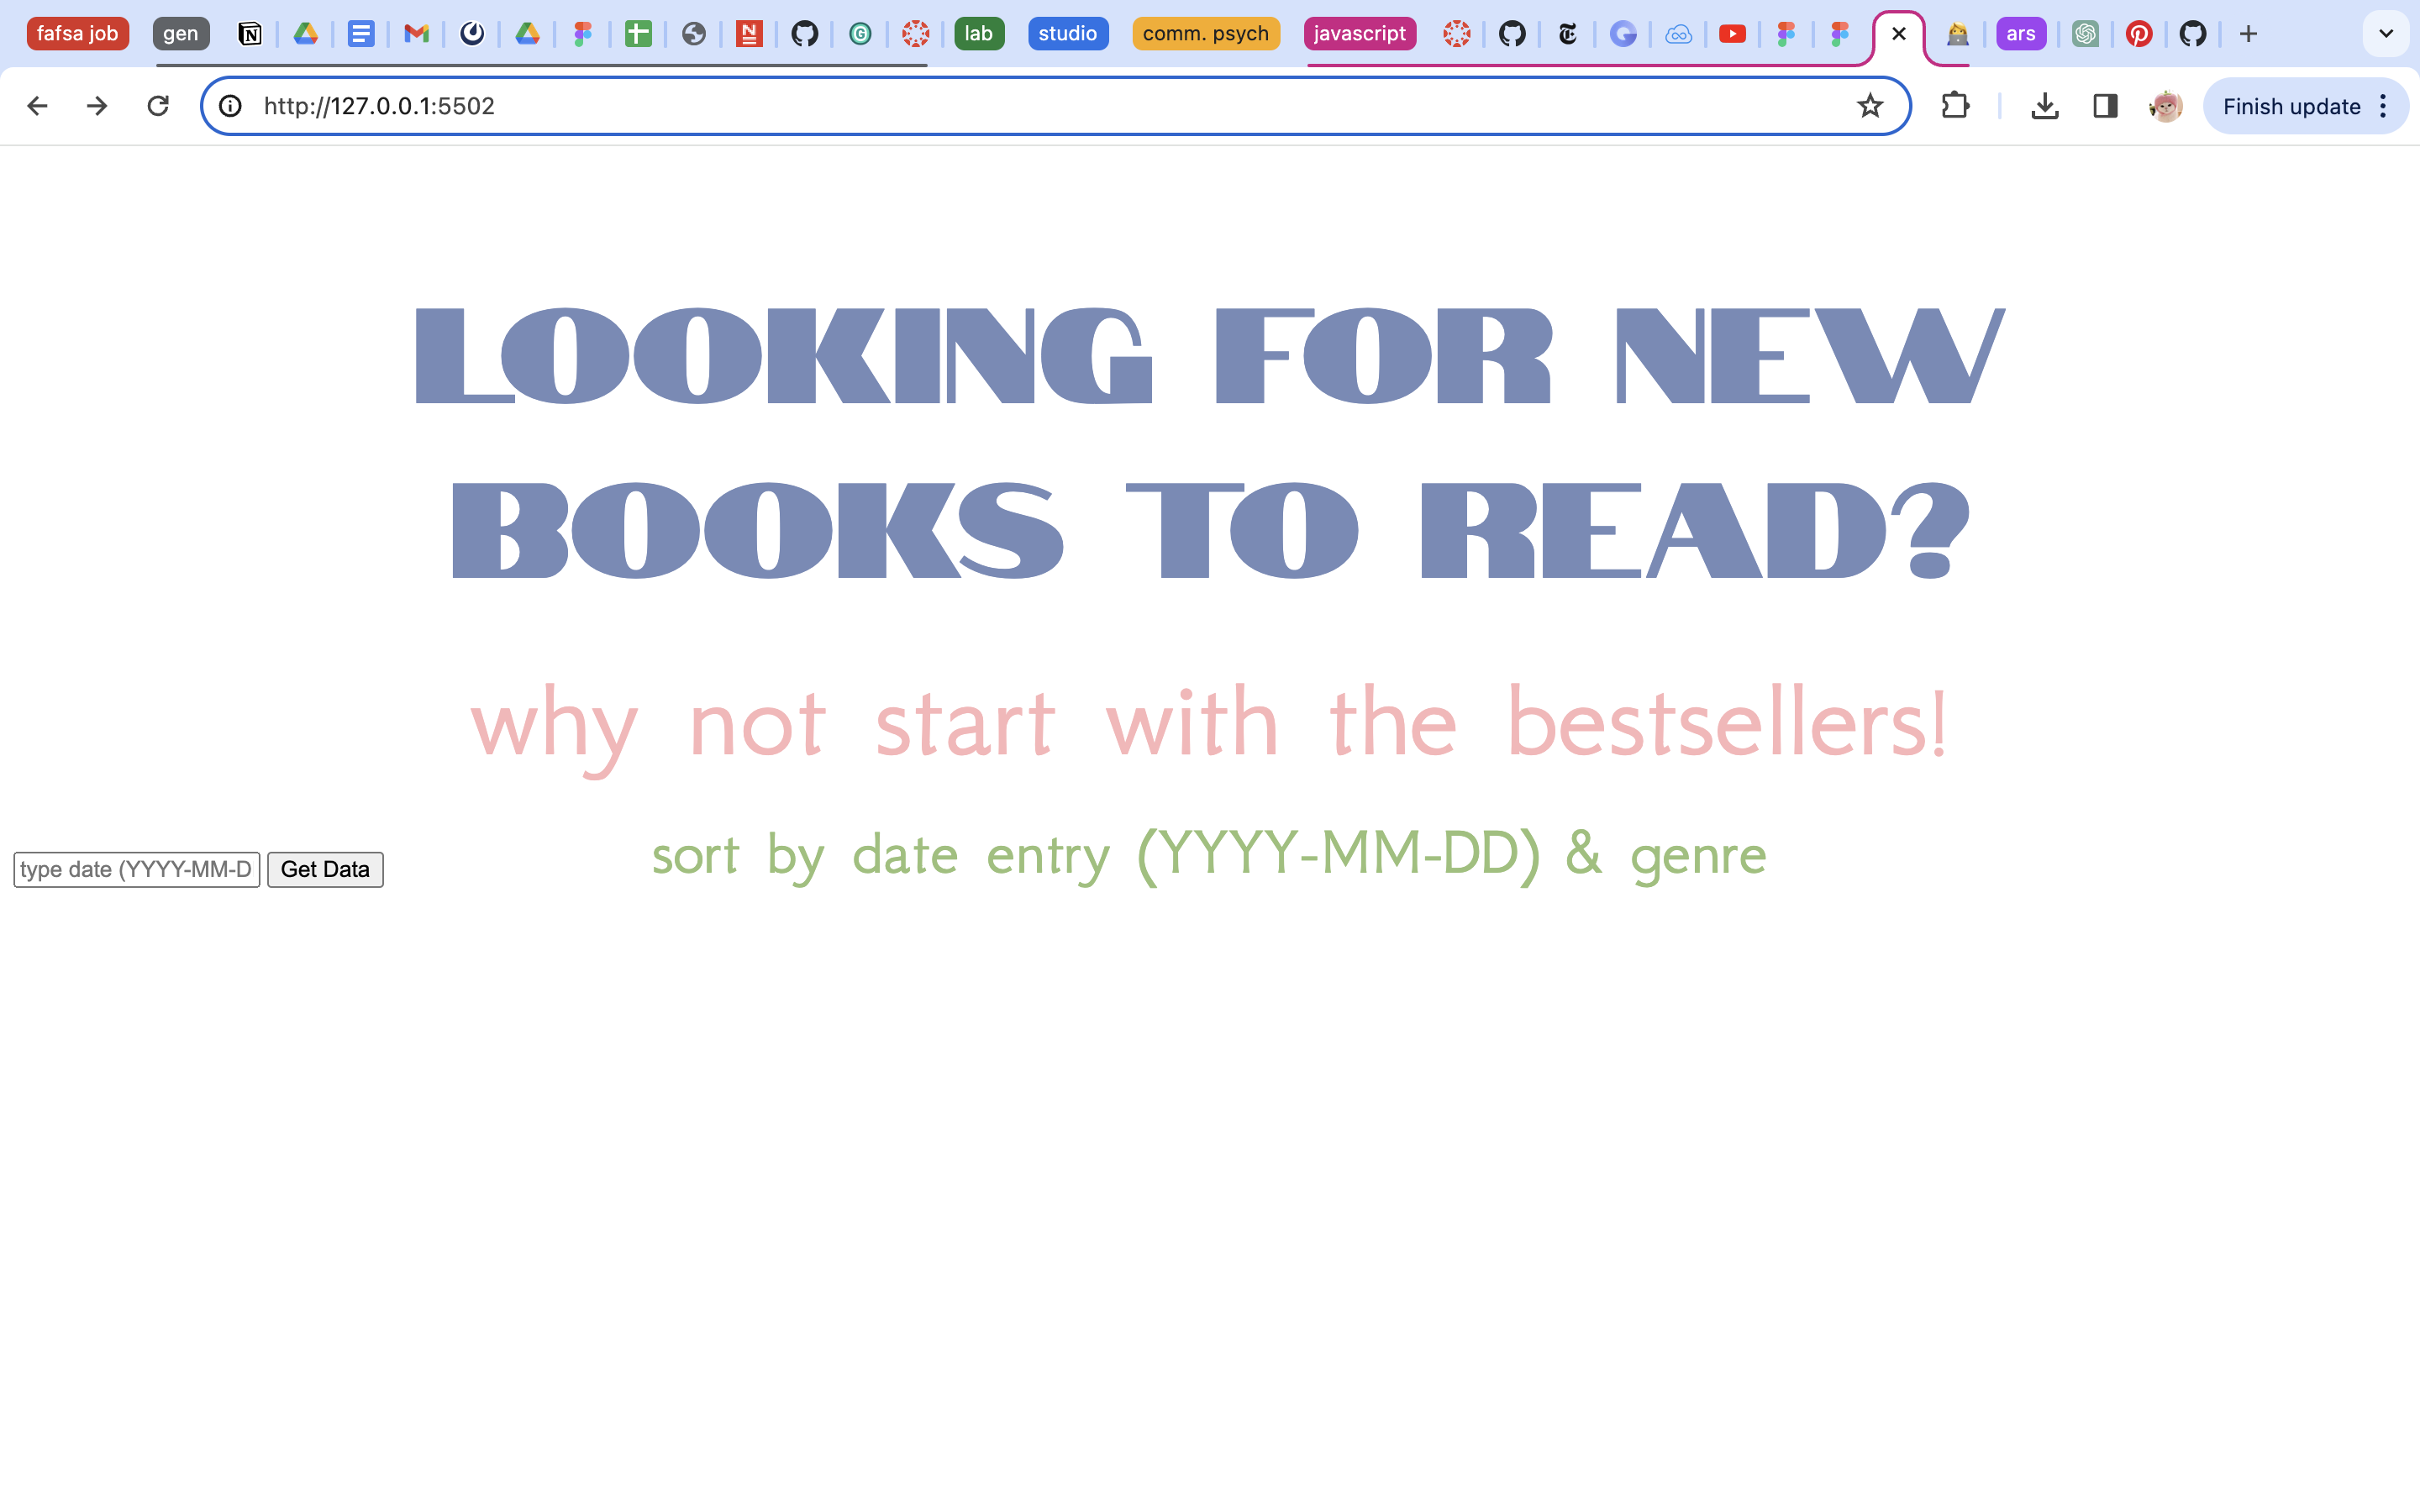 fafsa job gen lab studio comm. psych javascript ars
http://127.0.0.1:5502
Finish update
LOOKING FOR NEW
BOOKS TO READ?
why not start with the bestsellers!
sort by date entry (YYYY-MM-DD) & genre
type date (YYYY-MM-D Get Data